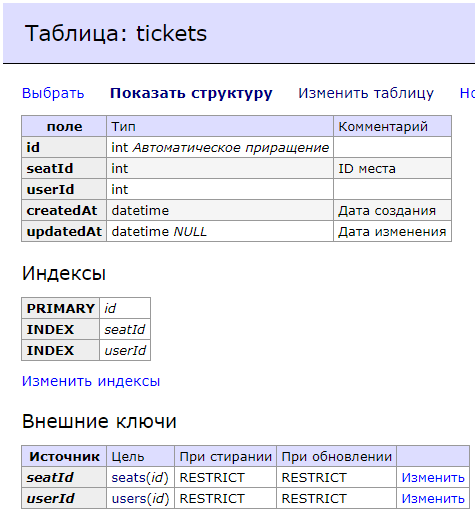 Таблица: tickets
Выбрать Показать структуру Изменить таблицу Но
поле Тип Комментарий
id int Автоматическое приращение
seatId int ID места
userId int
createdAt datetime Дата создания
updatedAt datetime NULL Дата изменения
Индексы
PRIMARY id
INDEX seatId
INDEX userId
Изменить индексы
Внешние ключи
Источник Цель При стирании При обновлении
seatId seats(id) RESTRICT RESTRICT Изменить
userId users(id) RESTRICT RESTRICT Изменить